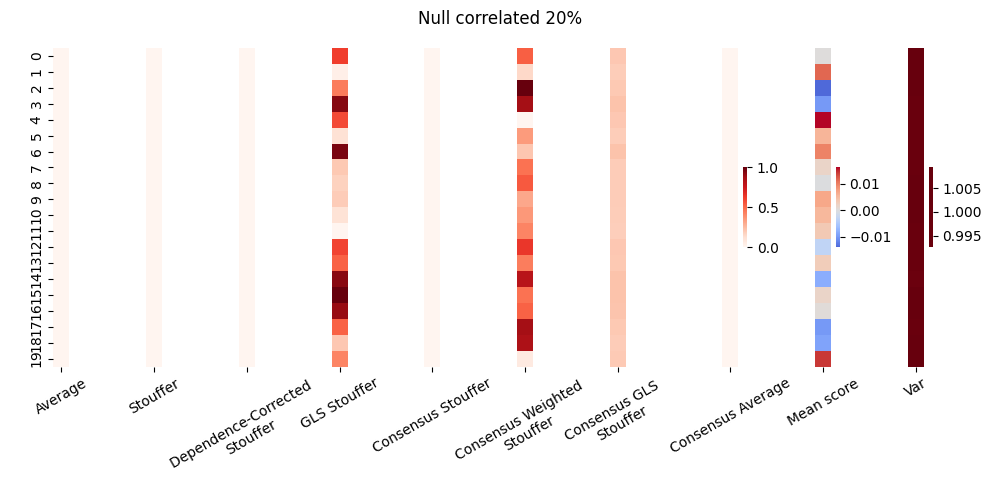 Null correlated 20%
0
1
2
3
4
5
6
7
8
9
10
11
12
13
14
15
16
17
18
19
1.0
0.5
0.0
0.01
0.00
−0.01
1.005
1.000
0.995
Average
Stouffer
Dependence-Corrected
Stouffer
GLS Stouffer
Consensus Stouffer
Consensus Weighted
Stouffer
Consensus GLS
Stouffer
Consensus Average
Mean score
Var